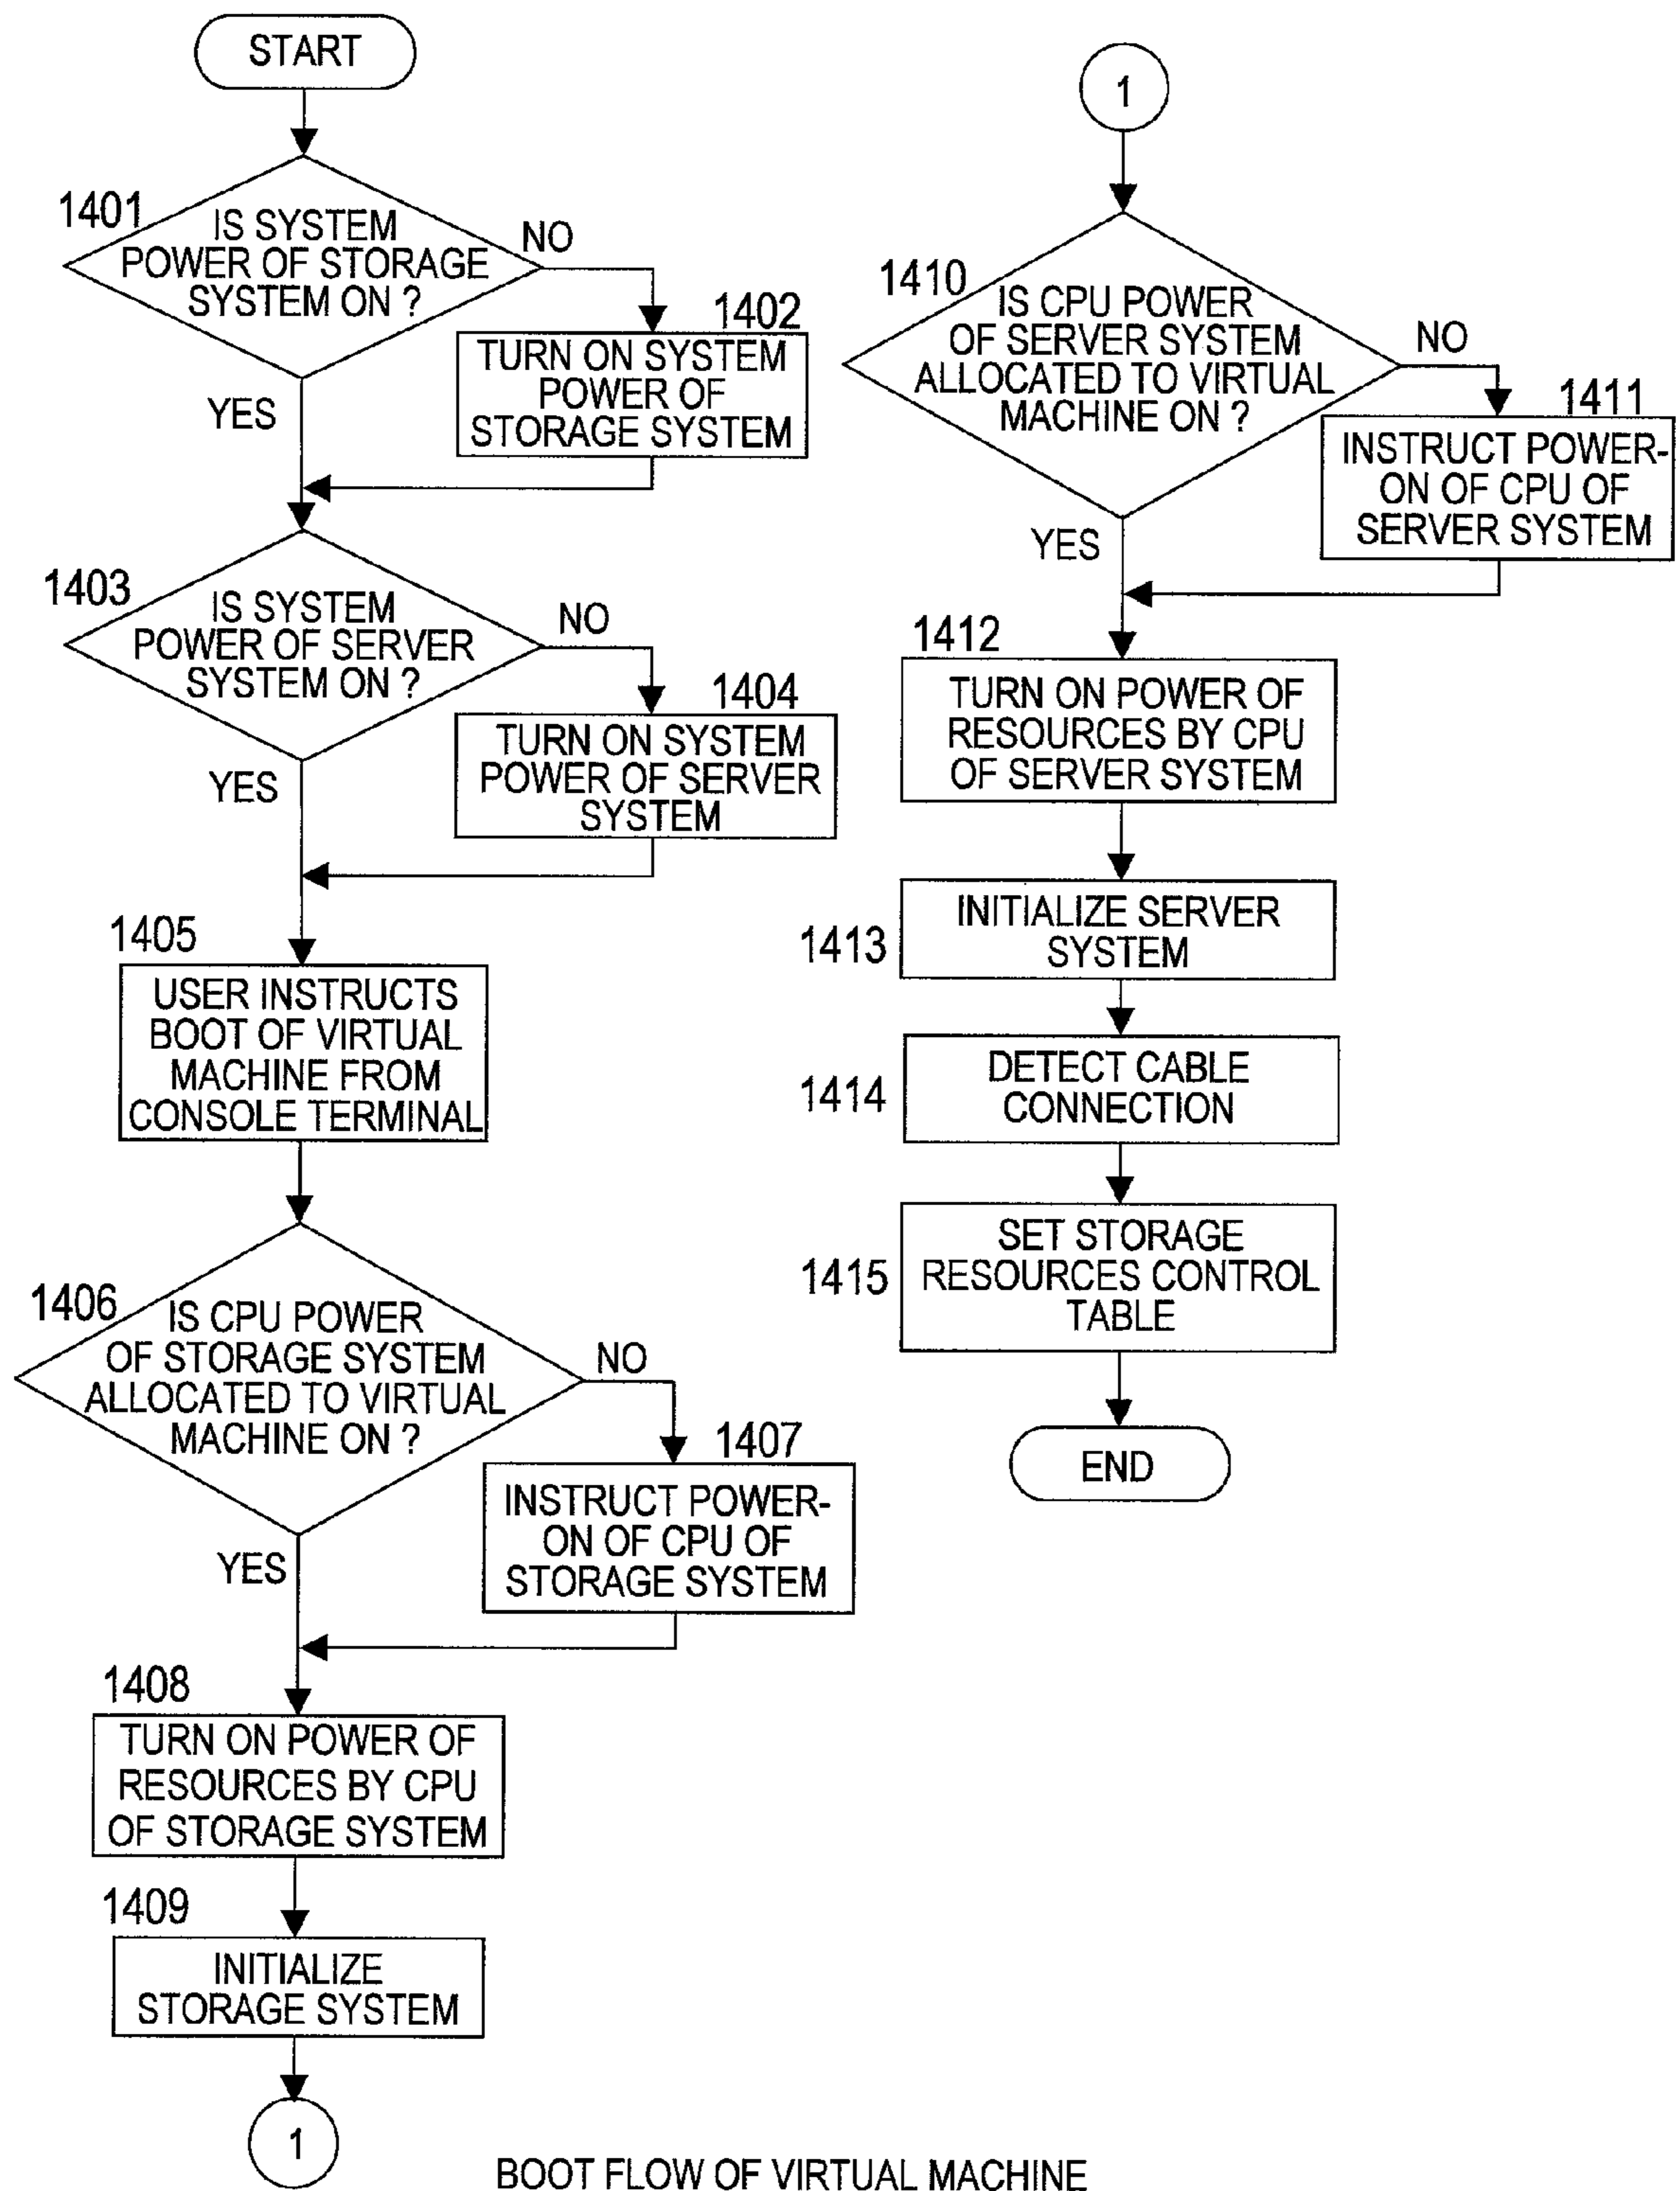 START
1401
IS SYSTEM
POWER OF STORAGE
SYSTEM ON ?
NO
YES
1402
TURN ON SYSTEM
POWER OF
STORAGE SYSTEM
1403
IS SYSTEM
POWER OF SERVER
SYSTEM ON ?
NO
YES
1404
TURN ON SYSTEM
POWER OF SERVER
SYSTEM
1405
USER INSTRUCTS
BOOT OF VIRTUAL
MACHINE FROM
CONSOLE TERMINAL
1406
IS CPU POWER
OF STORAGE SYSTEM
ALLOCATED TO VIRTUAL
MACHINE ON ?
NO
YES
1407
INSTRUCT POWER-
ON OF CPU OF
STORAGE SYSTEM
1408
TURN ON POWER OF
RESOURCES BY CPU
OF STORAGE SYSTEM
1409
INITIALIZE
STORAGE SYSTEM
1
1
1410
IS CPU POWER
OF SERVER SYSTEM
ALLOCATED TO VIRTUAL
MACHINE ON ?
NO
YES
1411
INSTRUCT POWER-
ON OF CPU OF
SERVER SYSTEM
1412
TURN ON POWER OF
RESOURCES BY CPU
OF SERVER SYSTEM
1413
INITIALIZE SERVER
SYSTEM
1414
DETECT CABLE
CONNECTION
1415
SET STORAGE
RESOURCES CONTROL
TABLE
END
BOOT FLOW OF VIRTUAL MACHINE